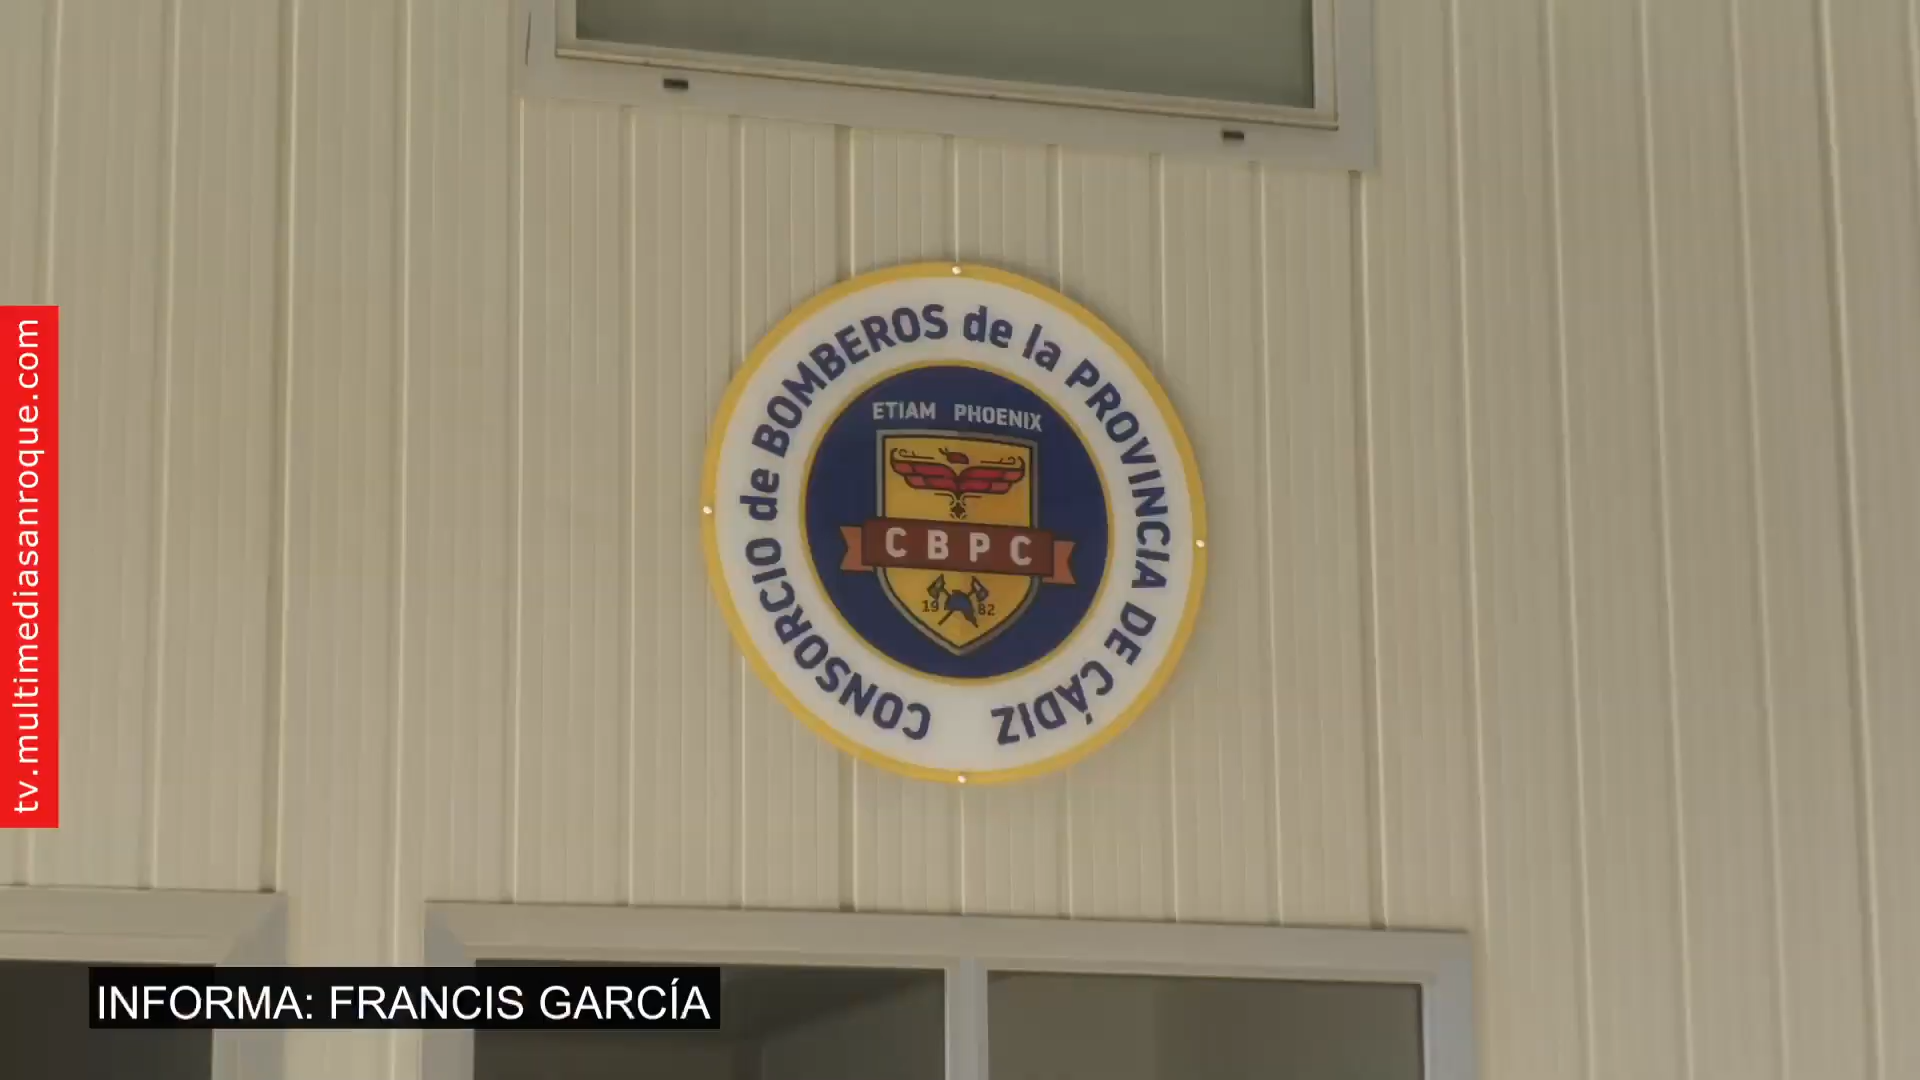 CONSORCIO de BOMBEROS de la PROVINCIA DE CÁDIZ
ETIAM PHOENIX
CBPC
19 82
tv.multimediasanroque.com
INFORMA: FRANCIS GARCÍA